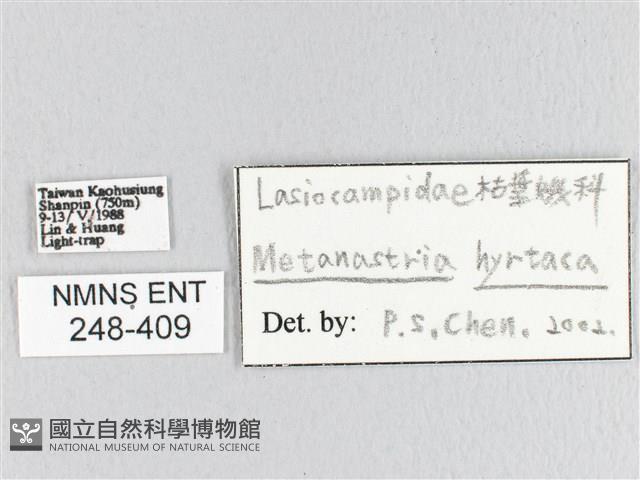 Taiwan Kaohusiung
Shanpin (750m)
9-13/V/1988
Lin & Huang
Light-trap
NMNS ENT
248-409
Lasiocampidae 枯葉蛾科
Metanastria hyrtaca
Det. by: P.S. Chen. 2002.
國立自然科學博物館
NATIONAL MUSEUM OF NATURAL SCIENCE